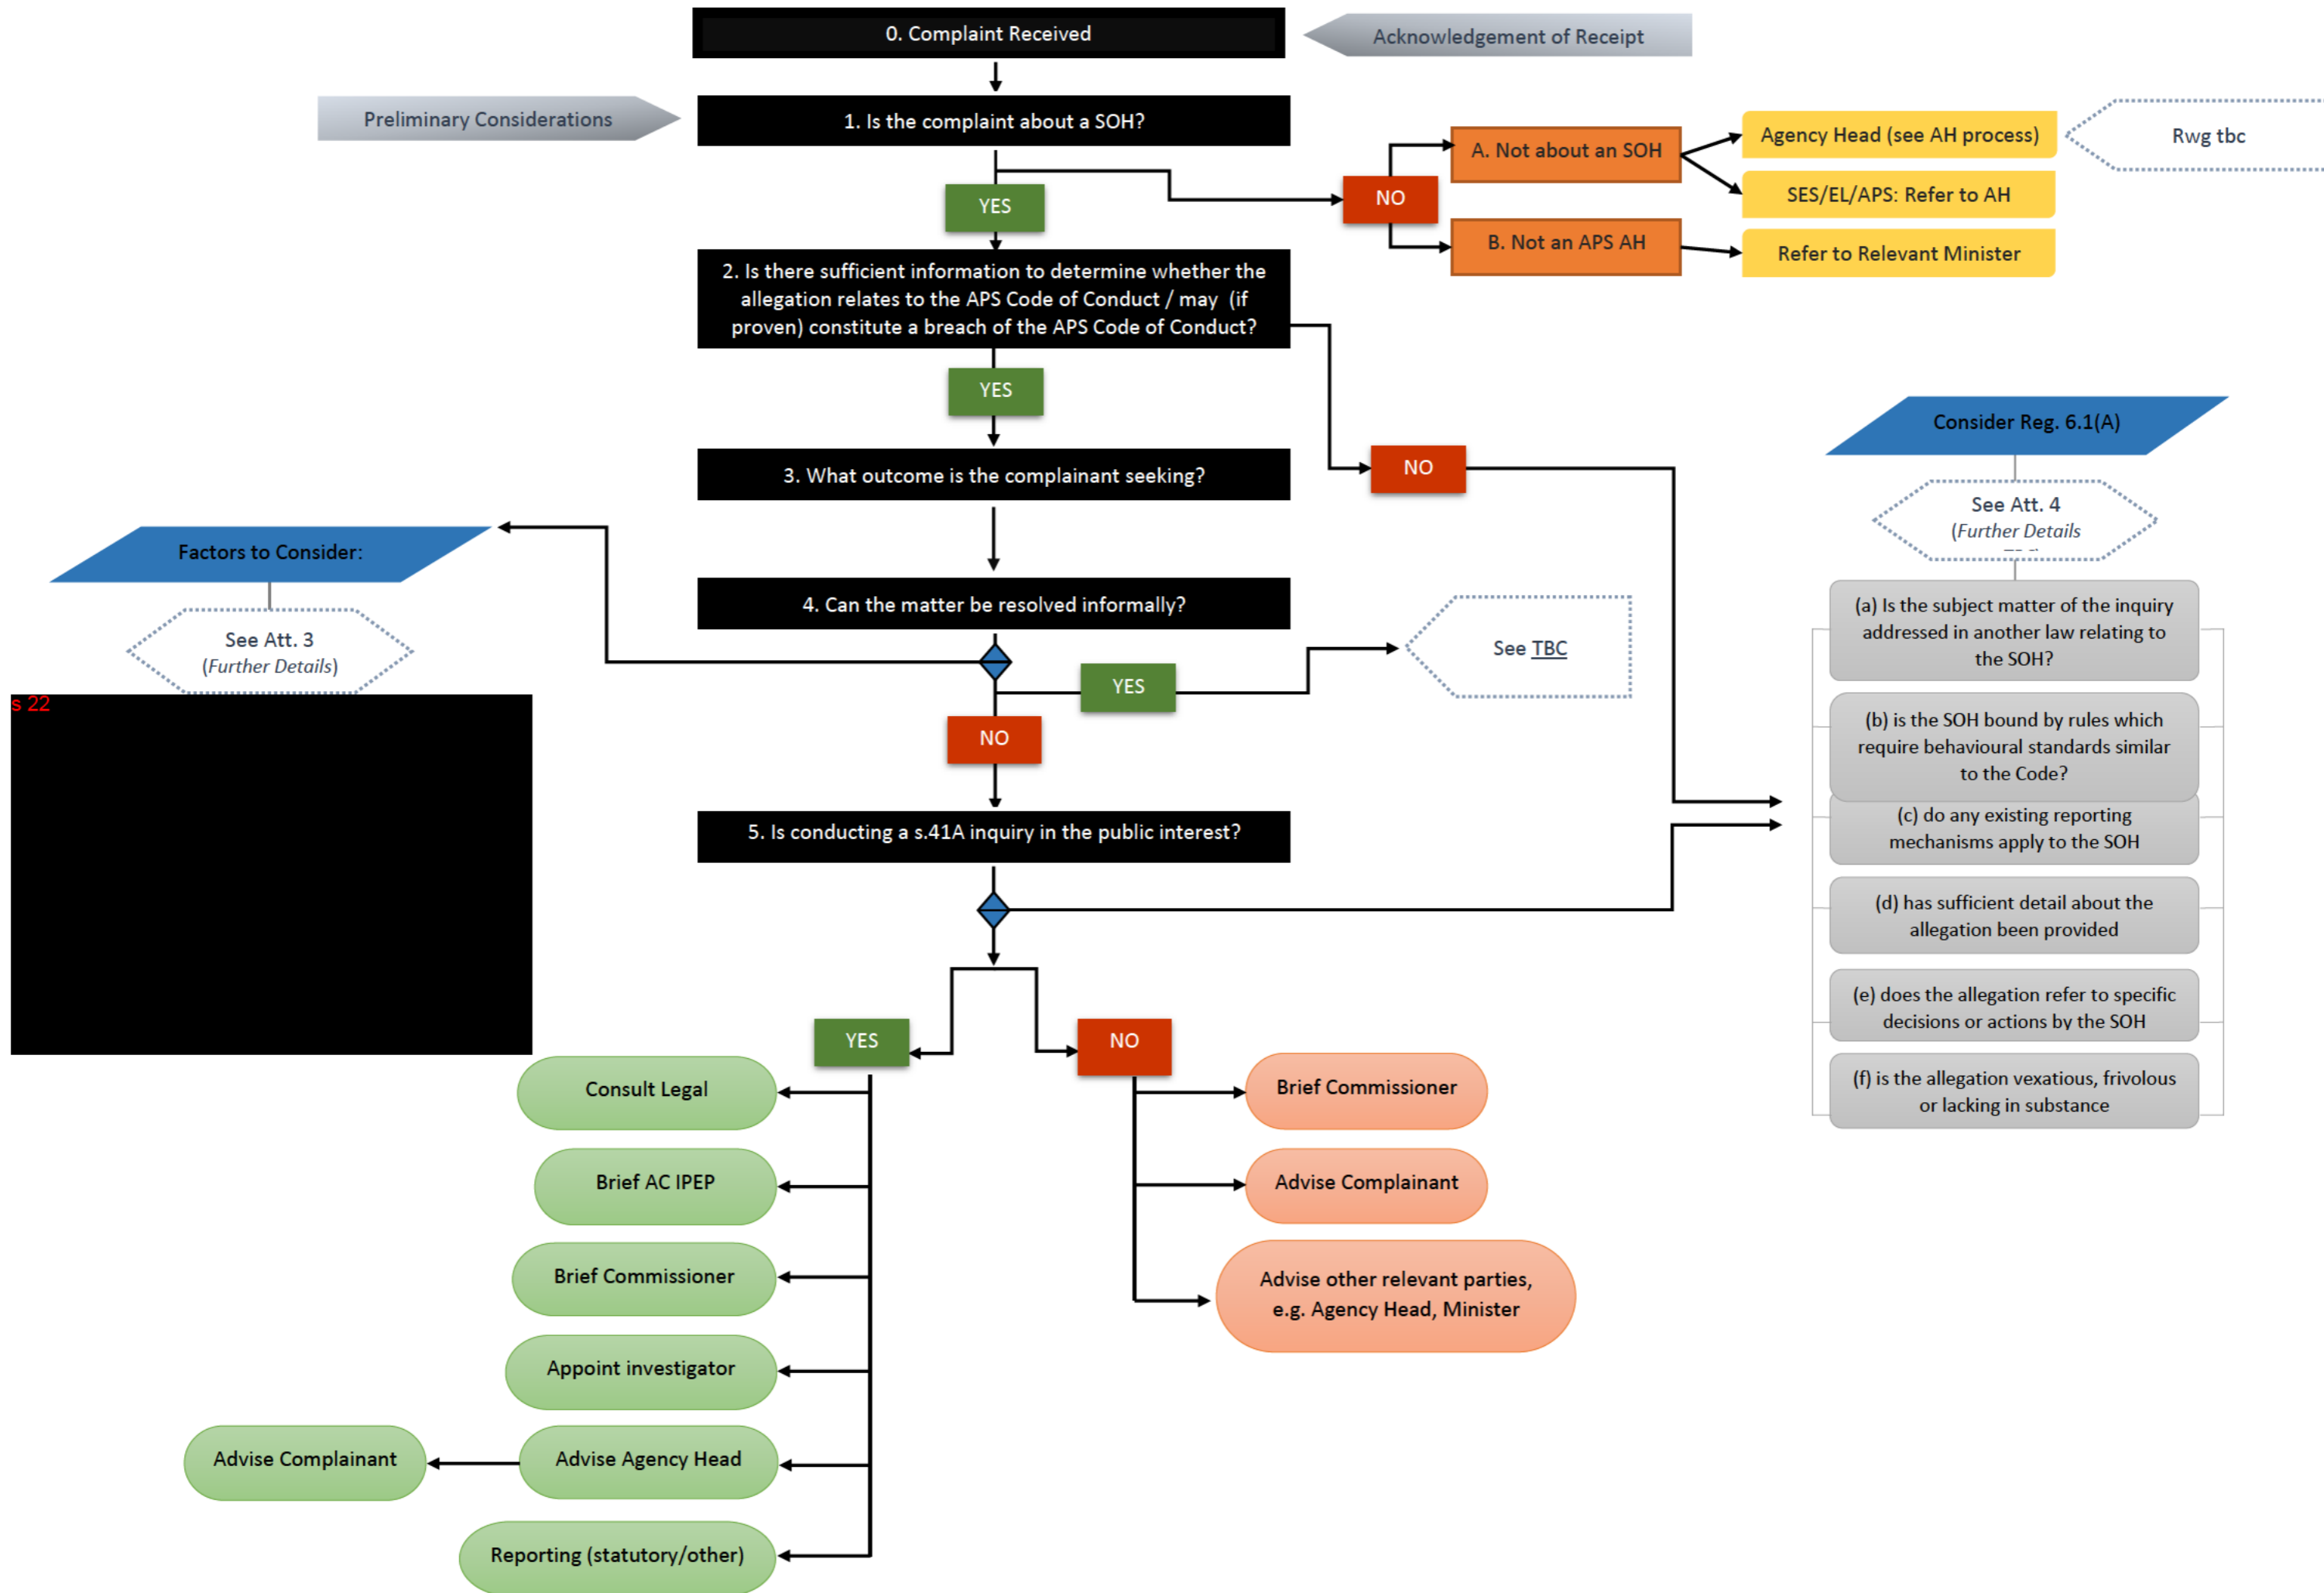 0. Complaint Received
Acknowledgement of Receipt
Preliminary Considerations
1. Is the complaint about a SOH?
A. Not about an SOH
Agency Head (see AH process)
Rwg tbc
YES
NO
SES/EL/APS: Refer to AH
B. Not an APS AH
Refer to Relevant Minister
2. Is there sufficient information to determine whether the
allegation relates to the APS Code of Conduct / may (if
proven) constitute a breach of the APS Code of Conduct?
YES
NO
3. What outcome is the complainant seeking?
4. Can the matter be resolved informally?
Factors to Consider:
See Att. 3
(Further Details)
s 22
YES
See TBC
NO
5. Is conducting a s.41A inquiry in the public interest?
Consider Reg. 6.1(A)
See Att. 4
(Further Details
(a) Is the subject matter of the inquiry
addressed in another law relating to
the SOH?
(b) is the SOH bound by rules which
require behavioural standards similar
to the Code?
(c) do any existing reporting
mechanisms apply to the SOH
(d) has sufficient detail about the
allegation been provided
(e) does the allegation refer to specific
decisions or actions by the SOH
(f) is the allegation vexatious, frivolous
or lacking in substance
YES
Consult Legal
Brief AC IPEP
Brief Commissioner
Appoint investigator
Advise Agency Head
Advise Complainant
Reporting (statutory/other)
NO
Brief Commissioner
Advise Complainant
Advise other relevant parties,
e.g. Agency Head, Minister